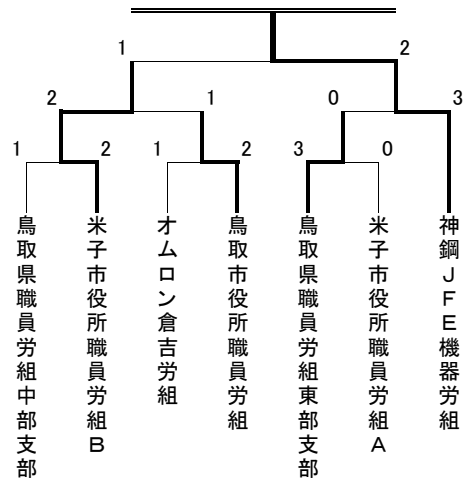 1
2
2
1
0
3
1
2
1
2
3
0
鳥取県職員労組中部支部
米子市役所職員労組B
オムロン倉吉労組
鳥取市役所職員労組
鳥取県職員労組東部支部
米子市役所職員労組A
神鋼JFE機器労組